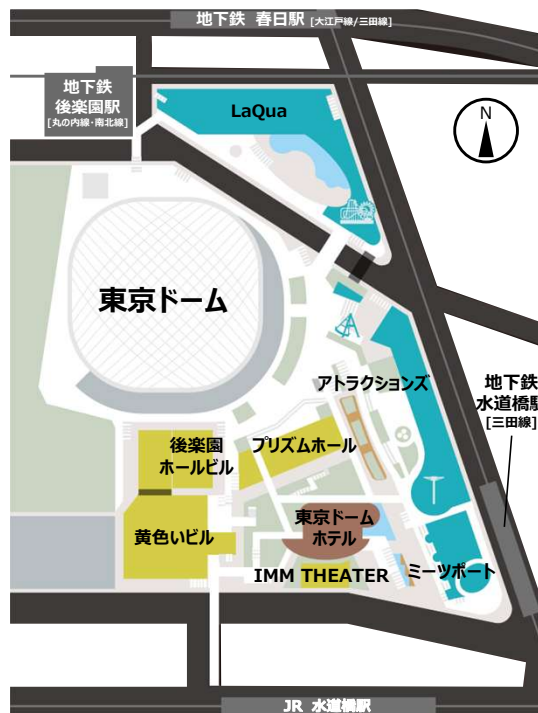 地下鉄 春日駅 [大江戸線/三田線]
地下鉄
後楽園駅
[丸の内線・南北線]
LaQua
N
東京ドーム
アトラクションズ
地下鉄
水道橋駅
[三田線]
後楽園
ホールビル
プリズムホール
黄色いビル
東京ドーム
ホテル
IMM THEATER
ミーツポート
JR 水道橋駅